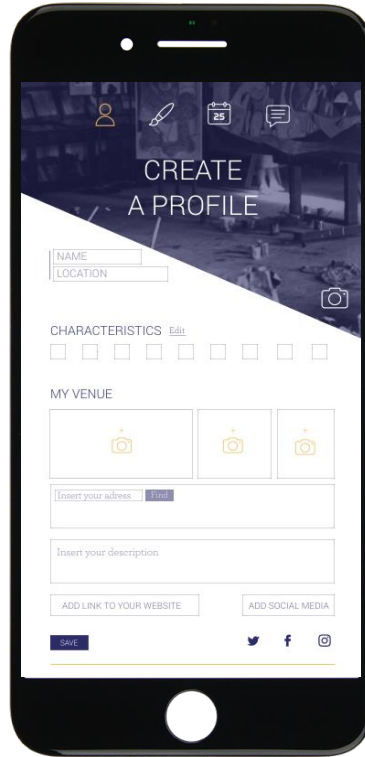 25
CREATE
A PROFILE
NAME
LOCATION
CHARACTERISTICS Edit
MY VENUE
Insert your adress Find
Insert your description
ADD LINK TO YOUR WEBSITE ADD SOCIAL MEDIA
SAVE